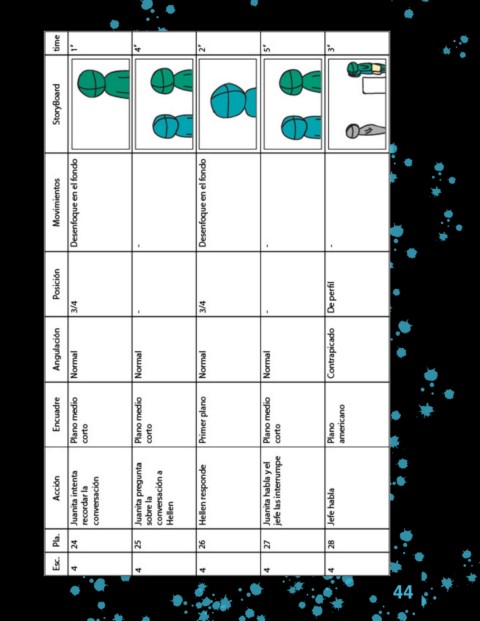 Esc. Pla. Acción Encuadre Angulación Posición Movimientos StoryBoard time
4 24 Juanita intenta recordar la conversación Plano medio corto Normal 3/4 Desenfoque en el fondo 1"
4 25 Juanita pregunta sobre la conversación a Hellen Plano medio corto Normal - - 4"
4 26 Hellen responde Primer plano Normal 3/4 Desenfoque en el fondo 2"
4 27 Juanita habla y el jefe las interrumpe Plano medio corto Normal - - 5"
4 28 Jefe habla Plano americano Contrapicado De perfil - 3"
44